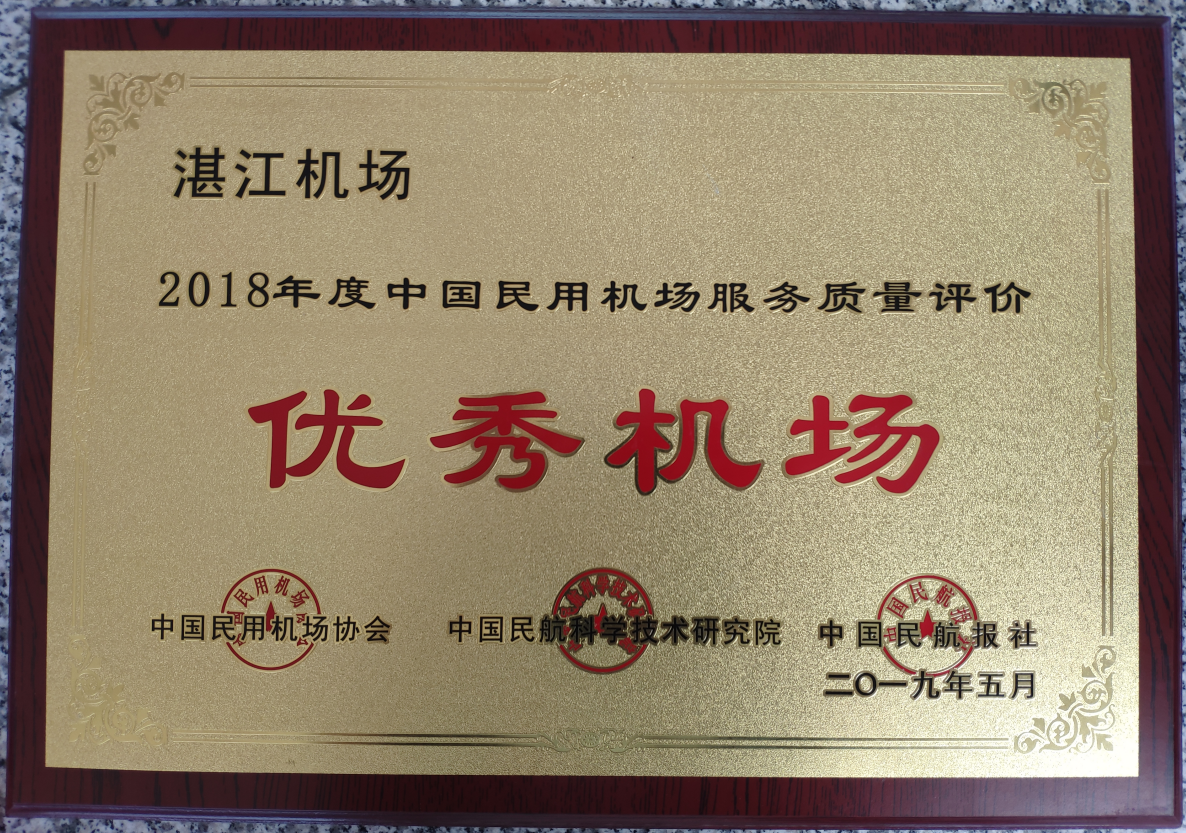 湛江机场
2018年度中国民用机场服务质量评价
优秀机场
中国民用机场协会 中国民航科学技术研究院 中国民航报社
二〇一九年五月